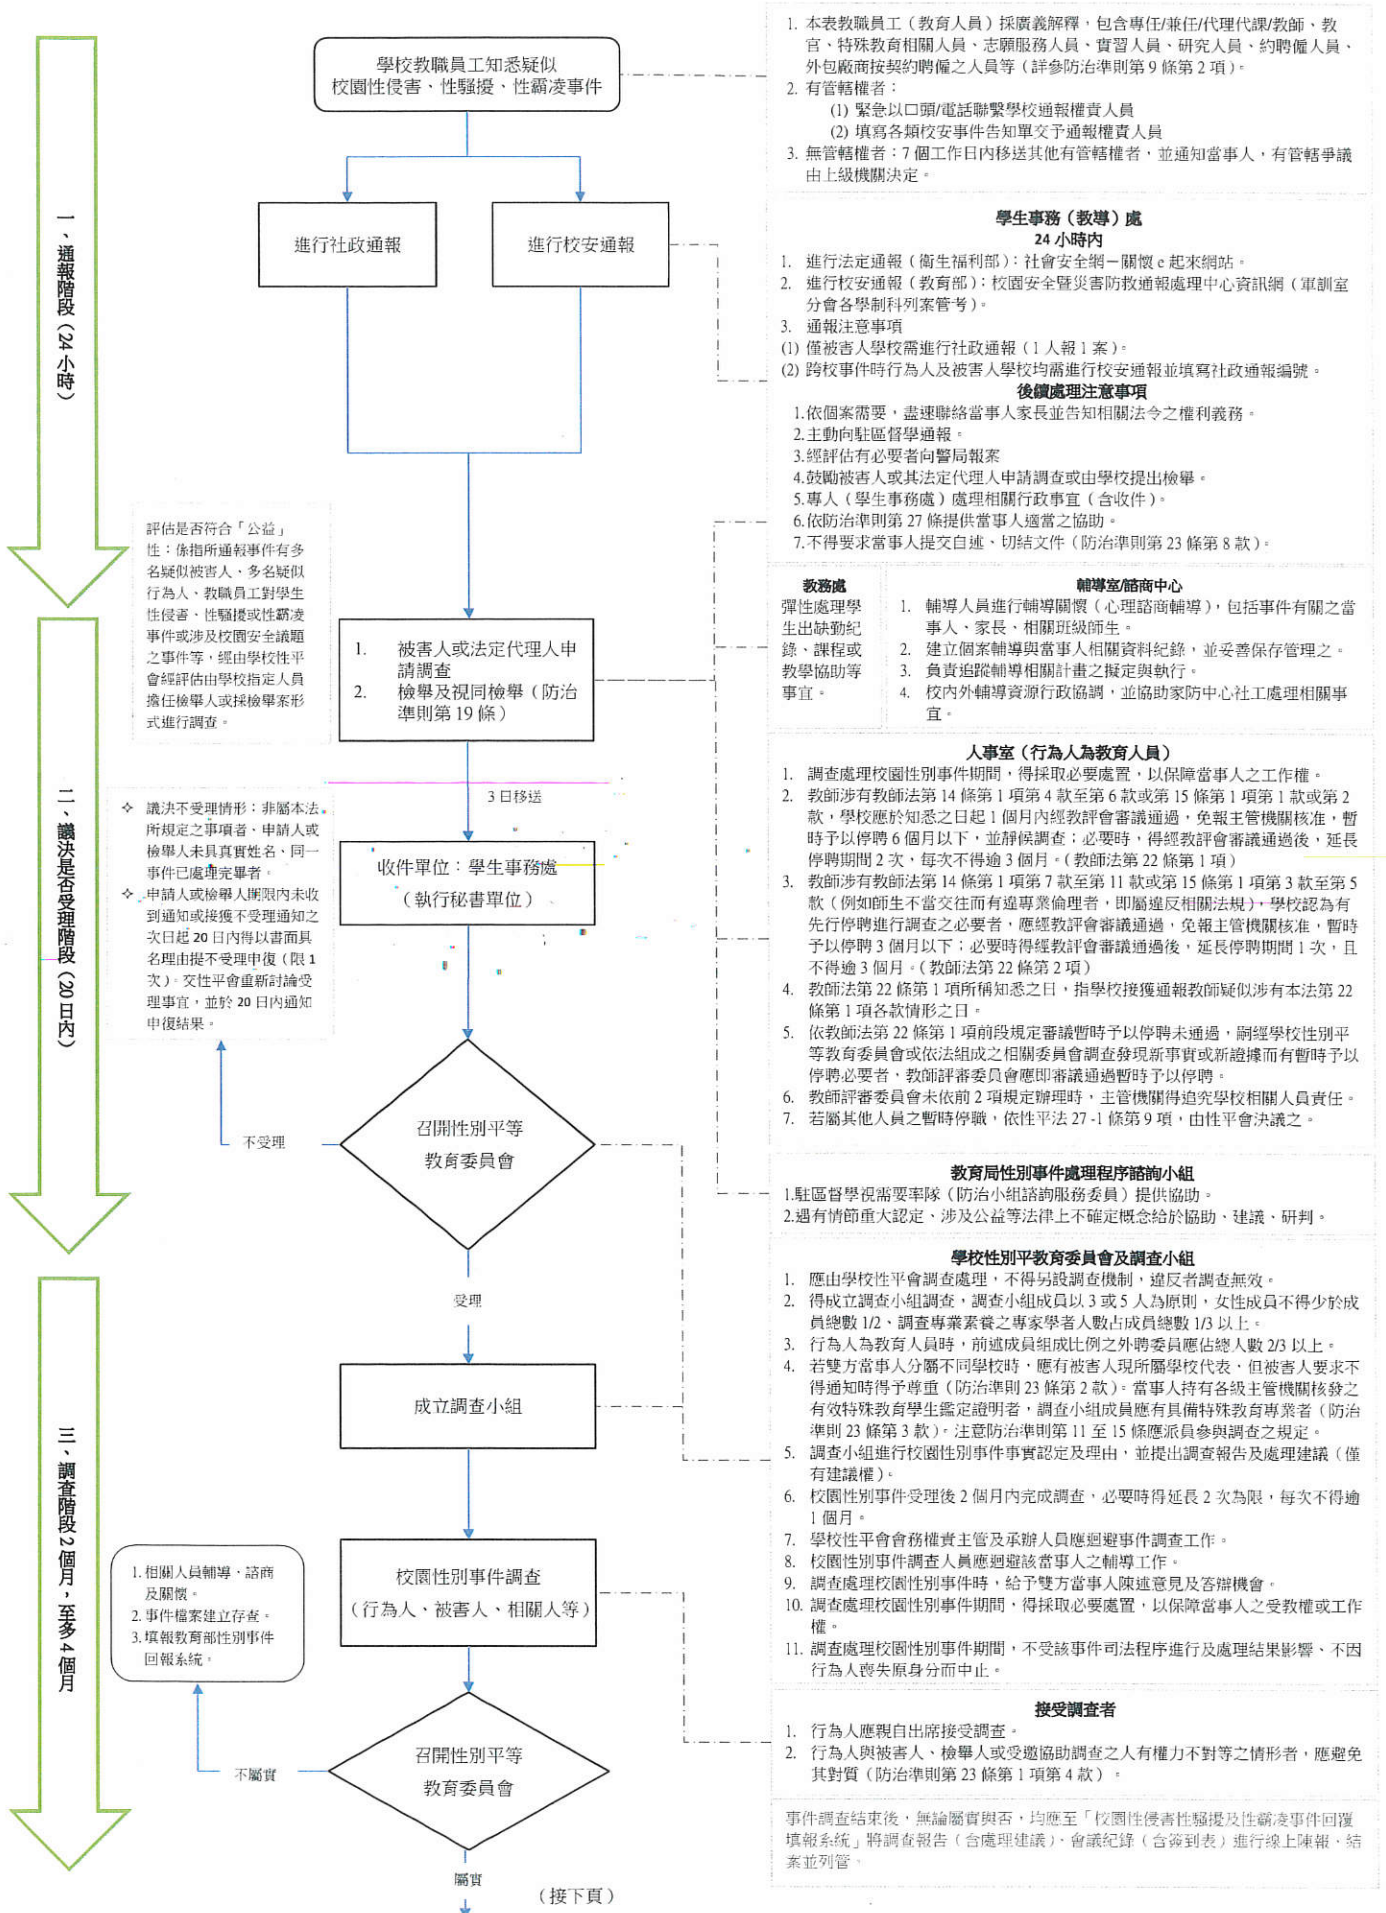 學校教職員工知悉疑似
校園性侵害、性騷擾、性霸凌事件
1. 本表教職員工（教育人員）採廣義解釋，包含專任/兼任/代理代課/教師、教
官、特殊教育相關人員、志願服務人員、實習人員、研究人員、約聘僱人員、
外包廠商按契約聘僱之人員等（詳參防治準則第 9 條第 2 項）。
2. 有管轄權者：
(1) 緊急以口頭/電話聯繫學校通報權責人員
(2) 填寫各類校安事件告知單交予通報權責人員
3. 無管轄權者：7 個工作日內移送其他有管轄權者，並通知當事人，有管轄爭議
由上級機關決定。
一、通報階段（24 小時）
進行社政通報
進行校安通報
學生事務（教導）處
24 小時內
1. 進行法定通報（衛生福利部）：社會安全網－關懷 e 起來網站。
2. 進行校安通報（教育部）：校園安全暨災害防救通報處理中心資訊網（軍訓室
分會各學制科列案管考）。
3. 通報注意事項
(1) 僅被害人學校需進行社政通報（1 人報 1 案）。
(2) 跨校事件時行為人及被害人學校均需進行校安通報並填寫社政通報編號。
後續處理注意事項
1.依個案需要，盡速聯絡當事人家長並告知相關法令之權利義務。
2.主動向駐區督學通報。
3.經評估有必要者向警局報案
4.鼓勵被害人或其法定代理人申請調查或由學校提出檢舉。
5.專人（學生事務處）處理相關行政事宜（含收件）。
6.依防治準則第 27 條提供當事人適當之協助。
7.不得要求當事人提交自述、切結文件（防治準則第 23 條第 8 款）。
評估是否符合「公益」
性：係指所通報事件有多
名疑似被害人、多名疑似
行為人、教職員工對學生
性侵害、性騷擾或性霸凌
事件或涉及校園安全議題
之事件等，經由學校性平
會經評估由學校指定人員
擔任檢舉人或採檢舉案形
式進行調查。
1. 被害人或法定代理人申
請調查
2. 檢舉及視同檢舉（防治
準則第 19 條）
教務處
彈性處理學
生出缺勤紀
錄、課程或
教學協助等
事宜。
輔導室/諮商中心
1. 輔導人員進行輔導關懷（心理諮商輔導），包括事件有關之當
事人、家長、相關班級師生。
2. 建立個案輔導與當事人相關資料紀錄，並妥善保存管理之。
3. 負責追蹤輔導相關計畫之擬定與執行。
4. 校內外輔導資源行政協調，並協助家防中心社工處理相關事
宜。
二、議決是否受理階段（20 日內）
3 日移送
收件單位：學生事務處
（執行秘書單位）
✧ 議決不受理情形：非屬本法
所規定之事項者、申請人或
檢舉人未具真實姓名、同一
事件已處理完畢者。
✧ 申請人或檢舉人期限內未收
到通知或接獲不受理通知之
次日起 20 日內得以書面具
名理由提不受理申復（限 1
次）。交性平會重新討論受
理事宜，並於 20 日內通知
申復結果。
人事室（行為人為教育人員）
1. 調查處理校園性別事件期間，得採取必要處置，以保障當事人之工作權。
2. 教師涉有教師法第 14 條第 1 項第 4 款至第 6 款或第 15 條第 1 項第 1 款或第 2
款，學校應於知悉之日起 1 個月內經教評會審議通過，免報主管機關核准，暫
時予以停聘 6 個月以下，並靜候調查；必要時，得經教評會審議通過後，延長
停聘期間 2 次，每次不得逾 3 個月。（教師法第 22 條第 1 項）
3. 教師涉有教師法第 14 條第 1 項第 7 款至第 11 款或第 15 條第 1 項第 3 款至第 5
款（例如師生不當交往而有違專業倫理者，即屬違反相關法規），學校認為有
先行停聘進行調查之必要者，應經教評會審議通過，免報主管機關核准，暫時
予以停聘 3 個月以下；必要時得經教評會審議通過後，延長停聘期間 1 次，且
不得逾 3 個月。（教師法第 22 條第 2 項）
4. 教師法第 22 條第 1 項所稱知悉之日，指學校接獲通報教師疑似涉有本法第 22
條第 1 項各款情形之日。
5. 依教師法第 22 條第 1 項前段規定審議暫時予以停聘未通過，嗣經學校性別平
等教育委員會或依法組成之相關委員會調查發現新事實或新證據而有暫時予以
停聘必要者，教師評審委員會應即審議通過暫時予以停聘。
6. 教師評審委員會未依前 2 項規定辦理時，主管機關得追究學校相關人員責任。
7. 若屬其他人員之暫時停職，依性平法 27 -1 條第 9 項，由性平會決議之。
召開性別平等
教育委員會
不受理
教育局性別事件處理程序諮詢小組
1.駐區督學視需要率隊（防治小組諮詢服務委員）提供協助。
2.遇有情節重大認定、涉及公益等法律上不確定概念給於協助、建議、研判。
受理
三、調查階段 2 個月，至多 4 個月
成立調查小組
學校性別平教育委員會及調查小組
1. 應由學校性平會調查處理，不得另設調查機制，違反者調查無效。
2. 得成立調查小組調查，調查小組成員以 3 或 5 人為原則，女性成員不得少於成
員總數 1/2、調查專業素養之專家學者人數占成員總數 1/3 以上。
3. 行為人為教育人員時，前述成員組成比例之外聘委員應佔總人數 2/3 以上。
4. 若雙方當事人分屬不同學校時，應有被害人現所屬學校代表，但被害人要求不
得通知時得予尊重（防治準則 23 條第 2 款）。當事人持有各級主管機關核發之
有效特殊教育學生鑑定證明者，調查小組成員應有具備特殊教育專業者（防治
準則 23 條第 3 款）。注意防治準則第 11 至 15 條應派員參與調查之規定。
5. 調查小組進行校園性別事件事實認定及理由，並提出調查報告及處理建議（僅
有建議權）。
6. 校園性別事件受理後 2 個月內完成調查，必要時得延長 2 次為限，每次不得逾
1 個月。
7. 學校性平會會務權責主管及承辦人員應迴避事件調查工作。
8. 校園性別事件調查人員應迴避該當事人之輔導工作。
9. 調查處理校園性別事件時，給予雙方當事人陳述意見及答辯機會。
10. 調查處理校園性別事件期間，得採取必要處置，以保障當事人之受教權或工作
權。
11. 調查處理校園性別事件期間，不受該事件司法程序進行及處理結果影響、不因
行為人喪失原身分而中止。
校園性別事件調查
（行為人、被害人、相關人等）
1.相關人員輔導、諮商
及關懷。
2.事件檔案建立存查。
3.填報教育部性別事件
回報系統。
召開性別平等
教育委員會
不屬實
接受調查者
1. 行為人應親自出席接受調查。
2. 行為人與被害人、檢舉人或受邀協助調查之人有權力不對等之情形者，應避免
其對質（防治準則第 23 條第 1 項第 4 款）。
事件調查結束後，無論屬實與否，均應至「校園性侵害性騷擾及性霸凌事件回覆
填報系統」將調查報告（含處理建議）、會議紀錄（含簽到表）進行線上陳報、結
案並列管。
屬實
（接下頁）